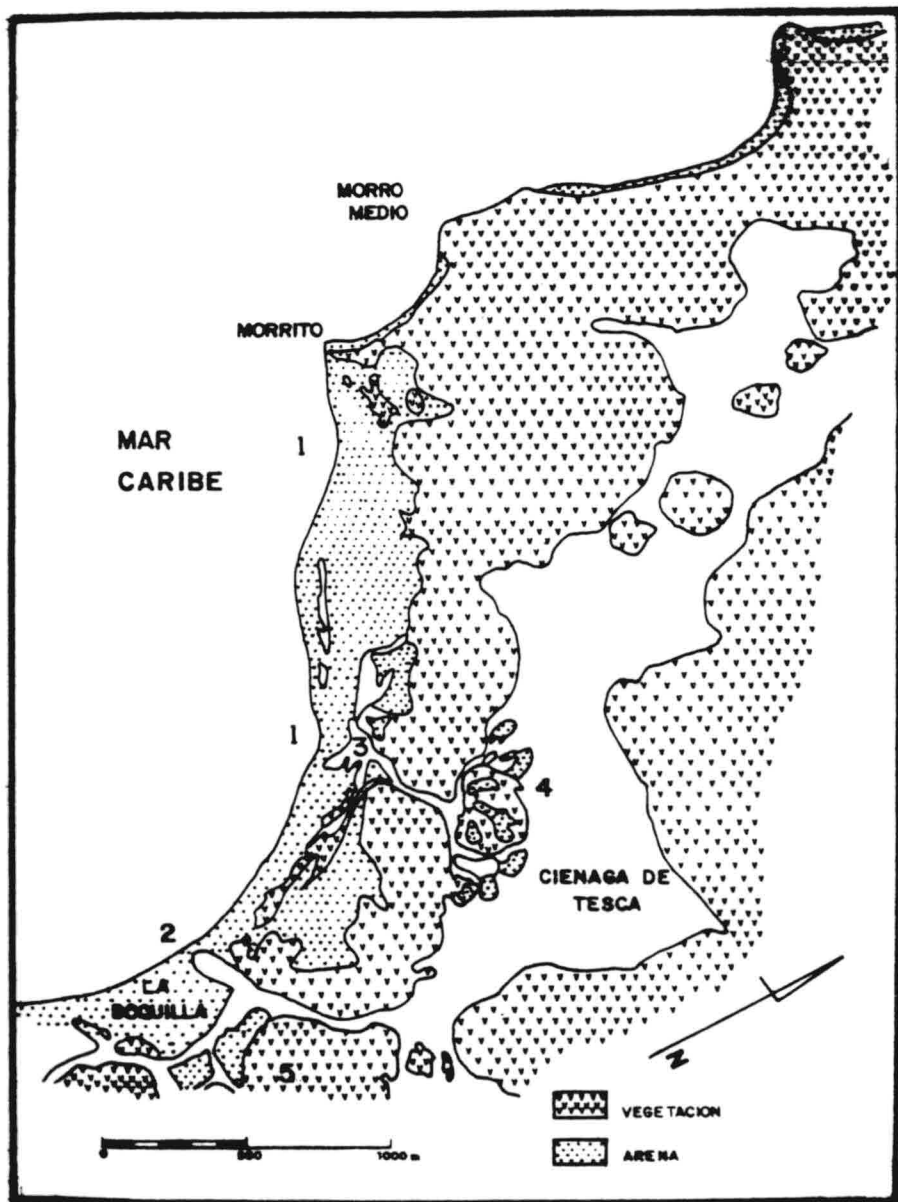 MORRO
MEDIO
MORRITO
MAR
CARIBE
1
1
3
4
CIENAGA DE
TESCA
2
LA
BOQUILLA
5
N
VEGETACION
ARENA
0
500
1000 m